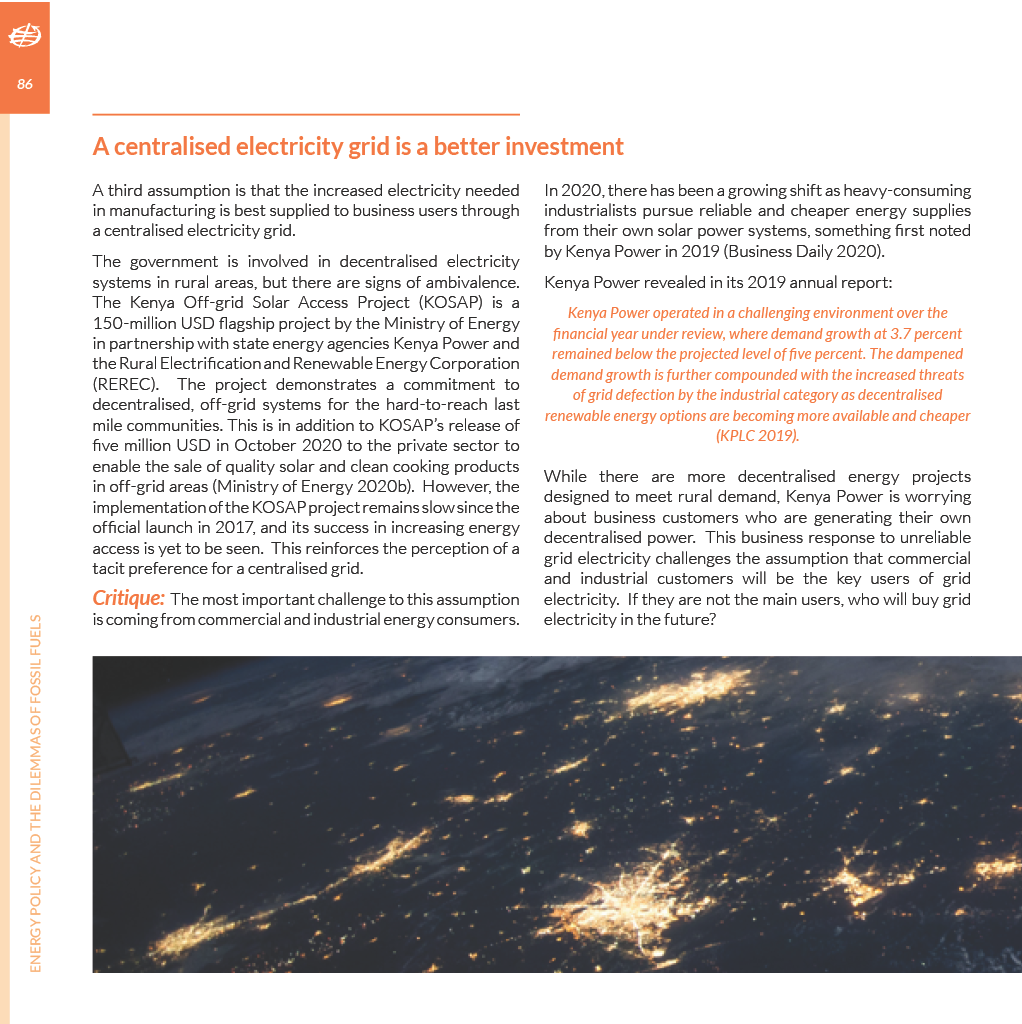 86
A centralised electricity grid is a better investment
A third assumption is that the increased electricity needed
in manufacturing is best supplied to business users through
a centralised electricity grid.
The government is involved in decentralised electricity
systems in rural areas, but there are signs of ambivalence.
The Kenya Off-grid Solar Access Project (KOSAP) is a
150-million USD flagship project by the Ministry of Energy
in partnership with state energy agencies Kenya Power and
the Rural Electrification and Renewable Energy Corporation
(REREC). The project demonstrates a commitment to
decentralised, off-grid systems for the hard-to-reach last
mile communities. This is in addition to KOSAP's release of
five million USD in October 2020 to the private sector to
enable the sale of quality solar and clean cooking products
in off-grid areas (Ministry of Energy 2020b). However, the
implementation of the KOSAP project remains slow since the
official launch in 2017, and its success in increasing energy
access is yet to be seen. This reinforces the perception of a
tacit preference for a centralised grid.
Critique: The most important challenge to this assumption
is coming from commercial and industrial energy consumers.
In 2020, there has been a growing shift as heavy-consuming
industrialists pursue reliable and cheaper energy supplies
from their own solar power systems, something first noted
by Kenya Power in 2019 (Business Daily 2020).
Kenya Power revealed in its 2019 annual report:
Kenya Power operated in a challenging environment over the
financial year under review, where demand growth at 3.7 percent
remained below the projected level of five percent. The dampened
demand growth is further compounded with the increased threats
of grid defection by the industrial category as decentralised
renewable energy options are becoming more available and cheaper
(KPLC 2019).
While there are more decentralised energy projects
designed to meet rural demand, Kenya Power is worrying
about business customers who are generating their own
decentralised power. This business response to unreliable
grid electricity challenges the assumption that commercial
and industrial customers will be the key users of grid
electricity. If they are not the main users, who will buy grid
electricity in the future?
ENERGY POLICY AND THE DILEMMAS OF FOSSIL FUELS